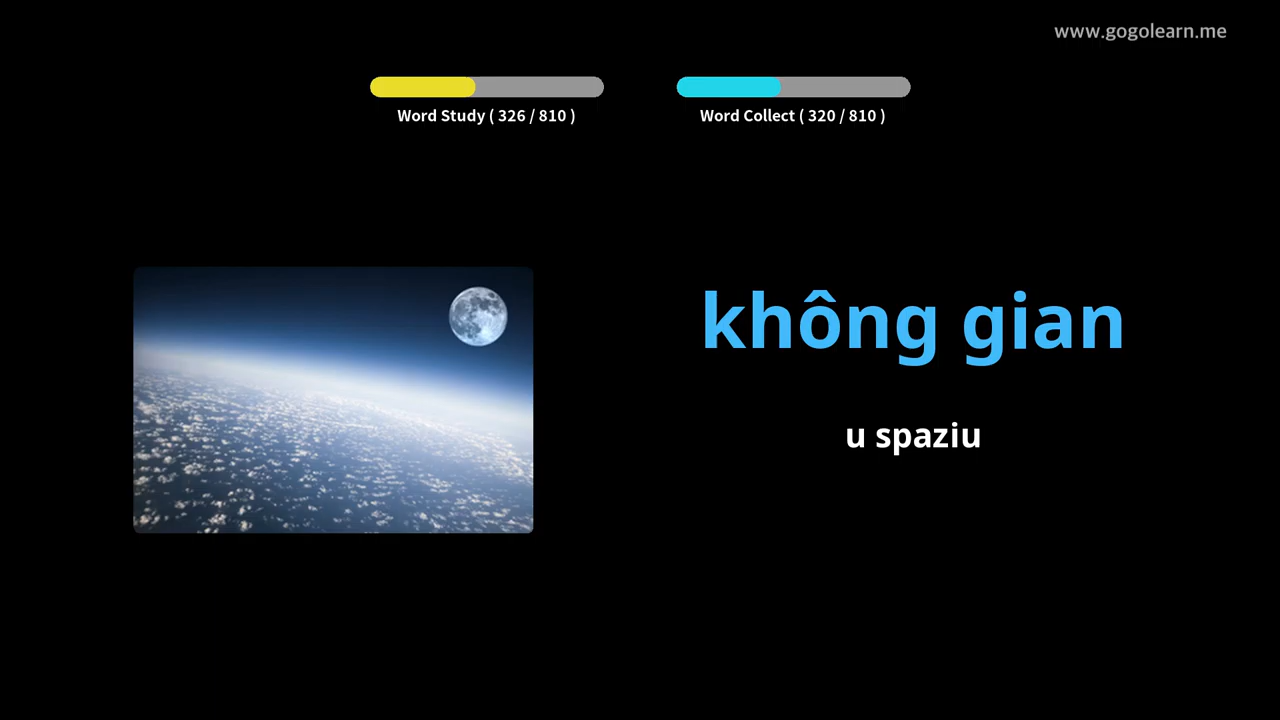 www.gogolearn.me
Word Study ( 326 / 810 )
Word Collect ( 320 / 810 )
không gian
u spaziu